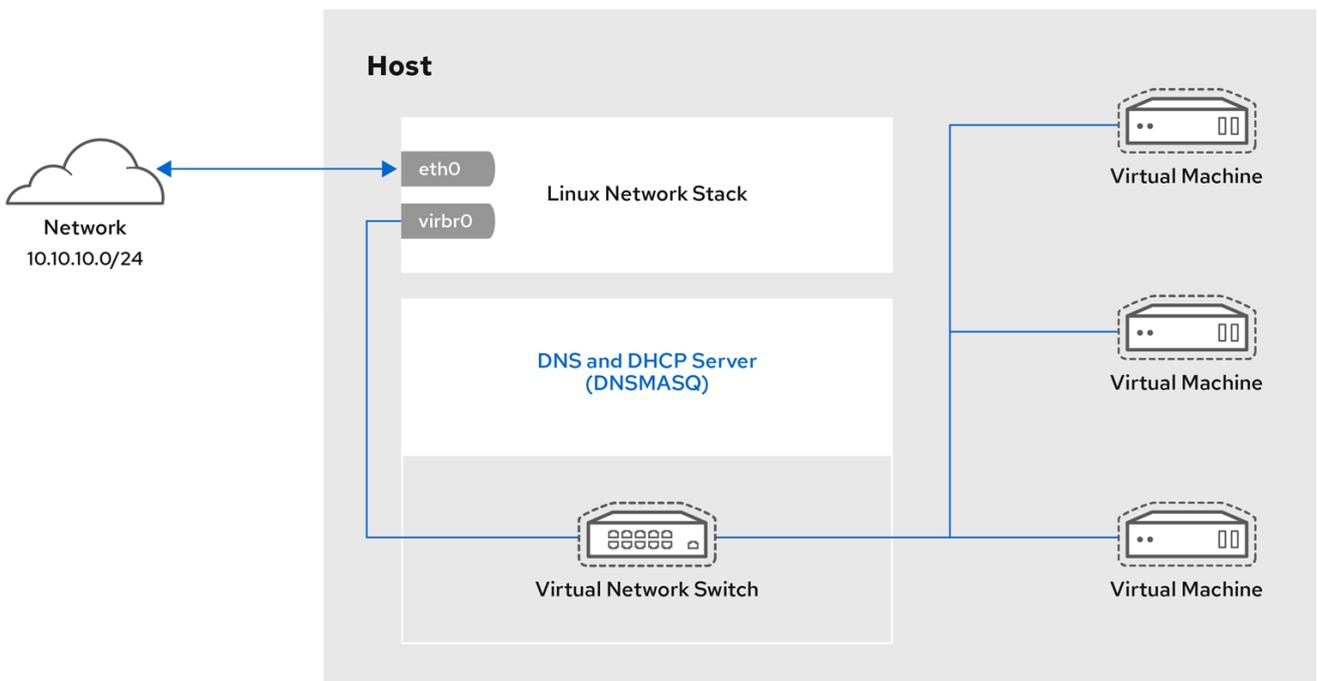 Host
eth0
Linux Network Stack
virbr0
Network
10.10.10.0/24
DNS and DHCP Server
(DNSMASQ)
Virtual Network Switch
Virtual Machine
Virtual Machine
Virtual Machine